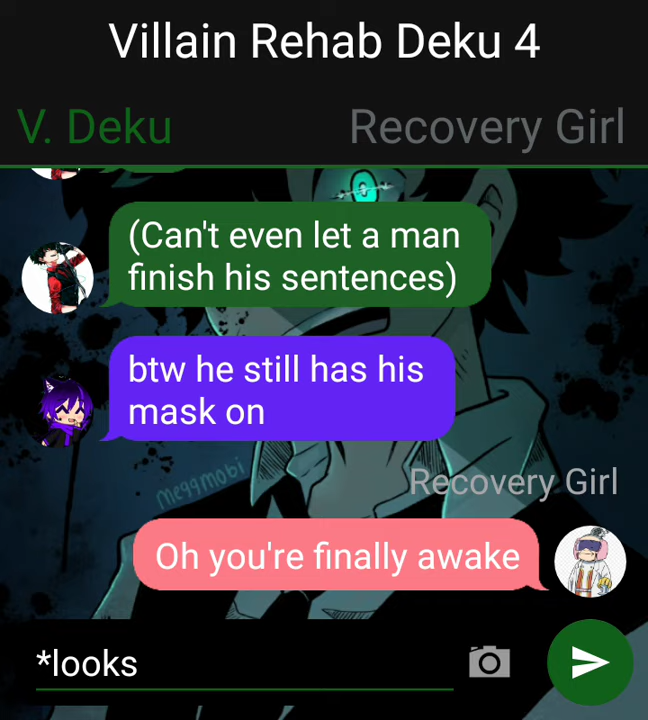 Villain Rehab Deku 4
V. Deku
Recovery Girl
(Can't even let a man
finish his sentences)
btw he still has his
mask on
meggmobi
Recovery Girl
Oh you're finally awake
*looks